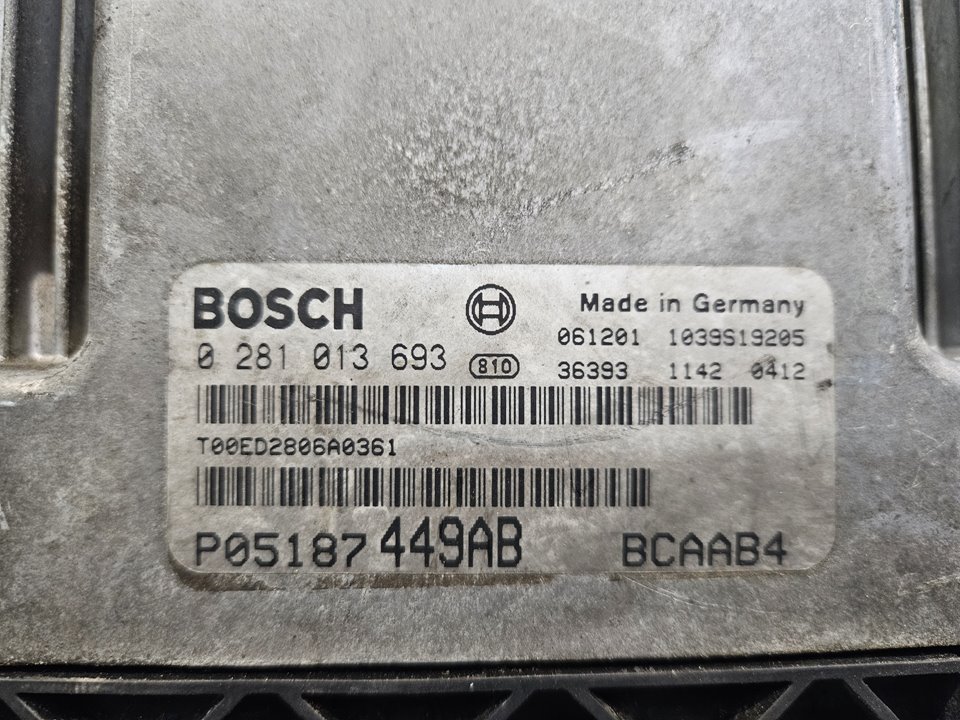 BOSCH
Made in Germany
061201 1039S19205
0 281 013 693 810
36393 1142 0412
T00ED2806A0361
P05187449AB BCAAB4